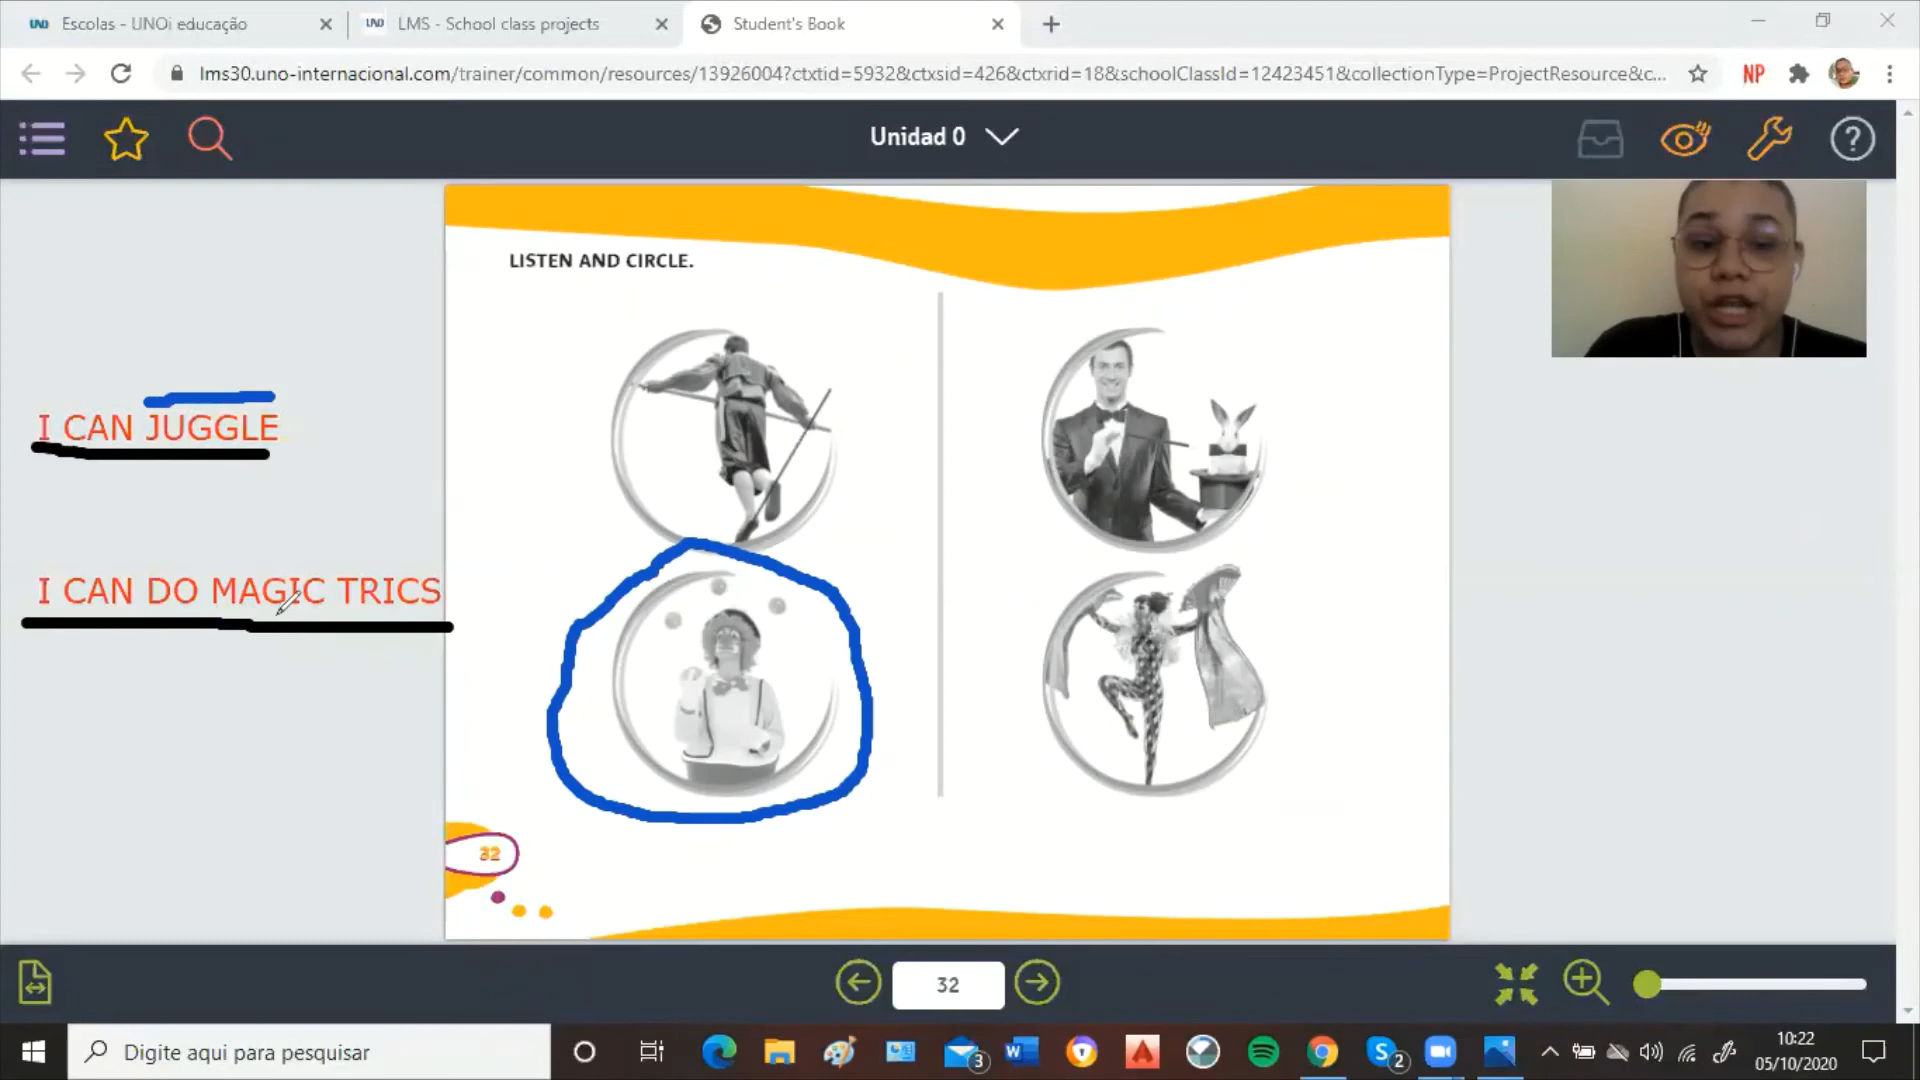 Escolas - UNOi educação
LMS - School class projects
Student's Book
lms30.uno-internacional.com/trainer/common/resources/13926004?ctxtid=5932&ctxsid=426&ctxrid=18&schoolClassId=12423451&collectionType=ProjectResource&c...
NP
Unidad 0
LISTEN AND CIRCLE.
I CAN JUGGLE
I CAN DO MAGIC TRICS
32
32
Digite aqui para pesquisar
3
2
10:22
05/10/2020